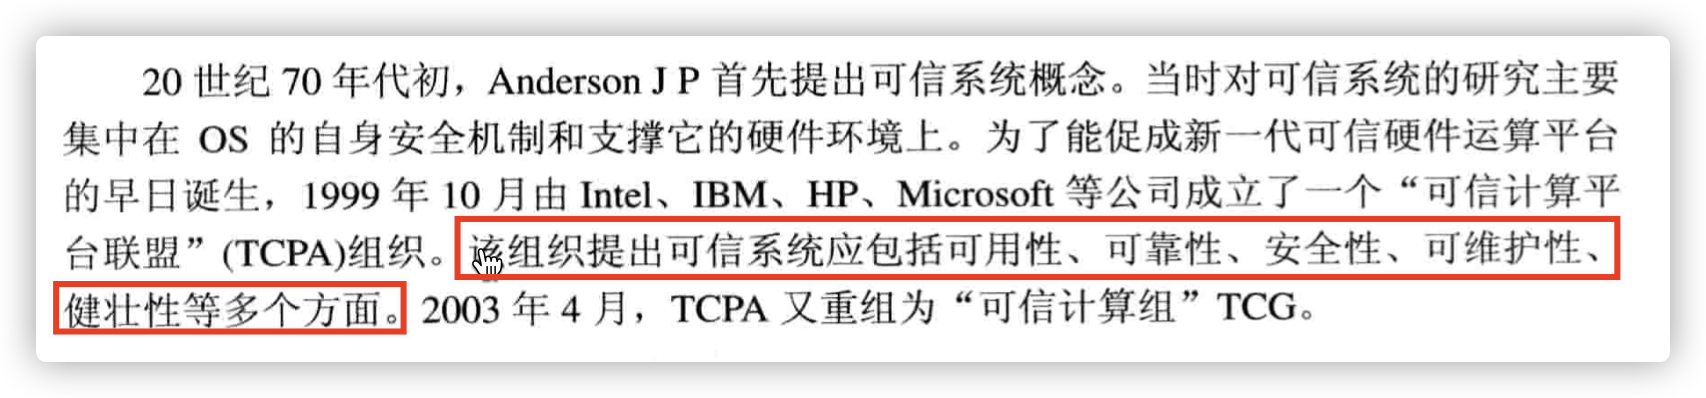 20 世纪 70 年代初，Anderson J P 首先提出可信系统概念。当时对可信系统的研究主要
集中在 OS 的自身安全机制和支撑它的硬件环境上。为了能促成新一代可信硬件运算平台
的早日诞生，1999 年 10 月由 Intel、IBM、HP、Microsoft 等公司成立了一个“可信计算平
台联盟”(TCPA)组织。该组织提出可信系统应包括可用性、可靠性、安全性、可维护性、
健壮性等多个方面。2003 年 4 月，TCPA 又重组为“可信计算组”TCG。